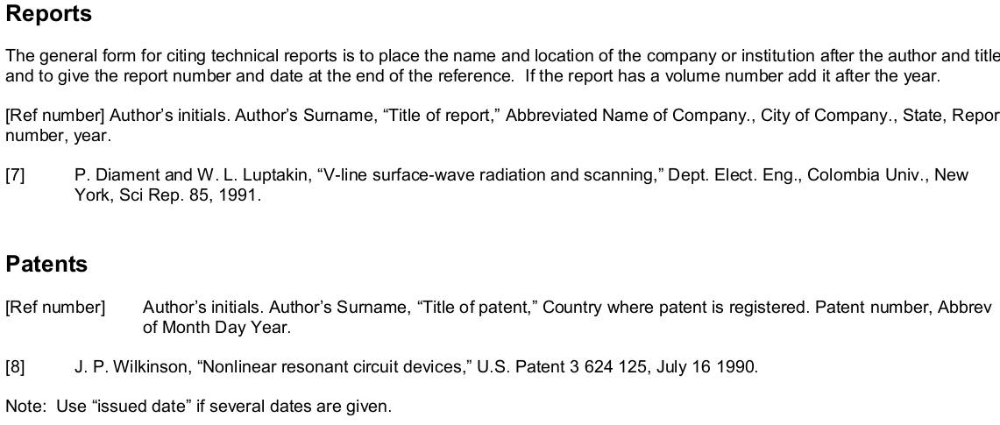 Reports
The general form for citing technical reports is to place the name and location of the company or institution after the author and title
and to give the report number and date at the end of the reference.  If the report has a volume number add it after the year.
[Ref number] Author’s initials. Author’s Surname, “Title of report,” Abbreviated Name of Company., City of Company., State, Repor
number, year.
[7] P. Diament and W. L. Luptakin, “V-line surface-wave radiation and scanning,” Dept. Elect. Eng., Colombia Univ., New
York, Sci Rep. 85, 1991.
Patents
[Ref number] Author’s initials. Author’s Surname, “Title of patent,” Country where patent is registered. Patent number, Abbrev
of Month Day Year.
[8] J. P. Wilkinson, “Nonlinear resonant circuit devices,” U.S. Patent 3 624 125, July 16 1990.
Note:  Use “issued date” if several dates are given.